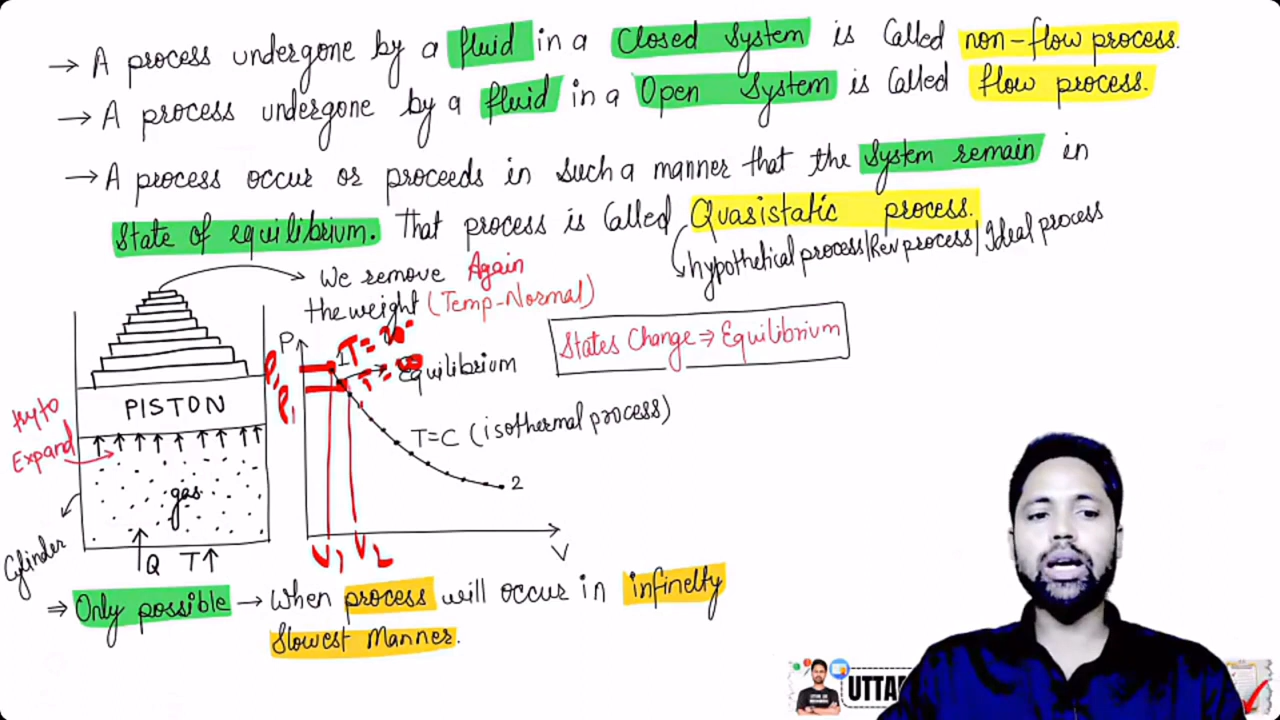 → A process undergone by a fluid in a Closed System is Called non-flow process.
→ A process undergone by a fluid in a Open System is Called flow process.
→ A process occur or proceeds in such a manner that the System remain in
State of equilibrium. That process is Called Quasistatic process.
hypothetical process/Rev process/Ideal process
We remove Again
the weight (Temp-Normal)
States Change ⇒ Equilibrium
P
P1
P1
1
T=
T=
Equilibrium
T=C (isothermal process)
2
V1
V2
V
PISTON
try to
Expand
gas
Cylinder
Q T↑
⇒ Only possible → When process will occur in infinelty
Slowest Manner.